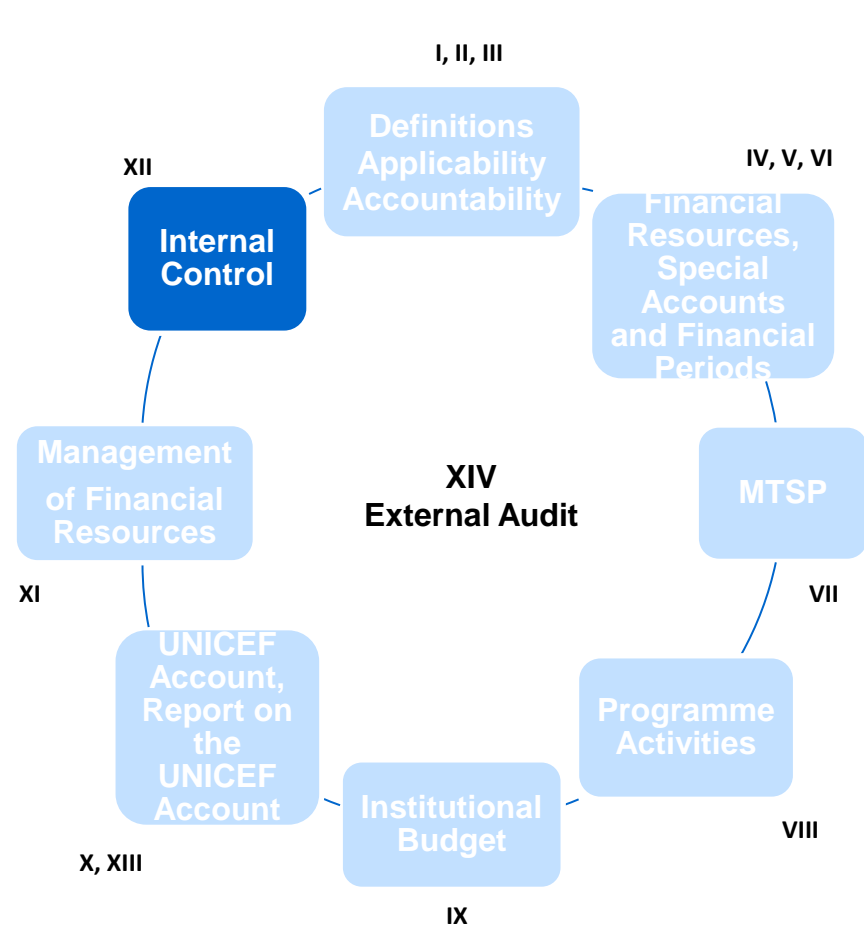 I, II, III
Definitions
Applicability
Accountability
IV, V, VI
Financial
Resources,
Special
Accounts
and Financial
Periods
MTSP
VII
Programme
Activities
VIII
Institutional
Budget
IX
UNICEF
Account,
Report on
the
UNICEF
Account
X, XIII
Management
of Financial
Resources
XI
XII
Internal
Control
XIV
External Audit